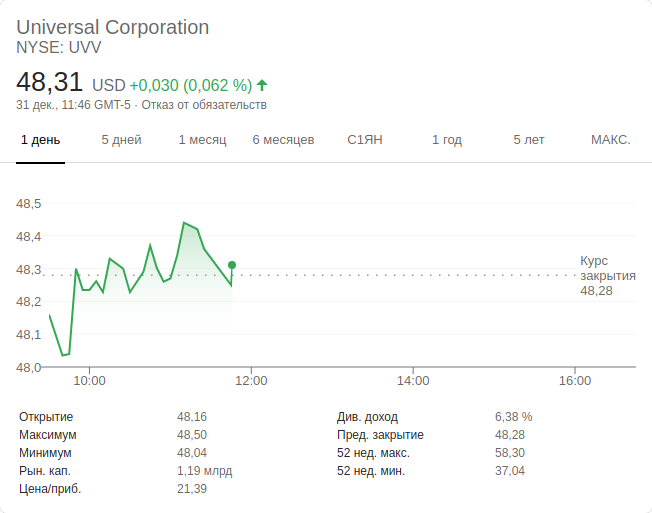 Universal Corporation
NYSE: UVV
48,31 USD +0,030 (0,062 %)
31 дек., 11:46 GMT-5 · Отказ от обязательств
1 день 5 дней 1 месяц 6 месяцев С1ЯН 1 год 5 лет МАКС.
48,5
48,4
48,3
48,2
48,1
48,0
Курс
закрытия
48,28
10:00 12:00 14:00 16:00
Открытие 48,16 Див. доход 6,38 %
Максимум 48,50 Пред. закрытие 48,28
Минимум 48,04 52 нед. макс. 58,30
Рын. кап. 1,19 млрд 52 нед. мин. 37,04
Цена/приб. 21,39